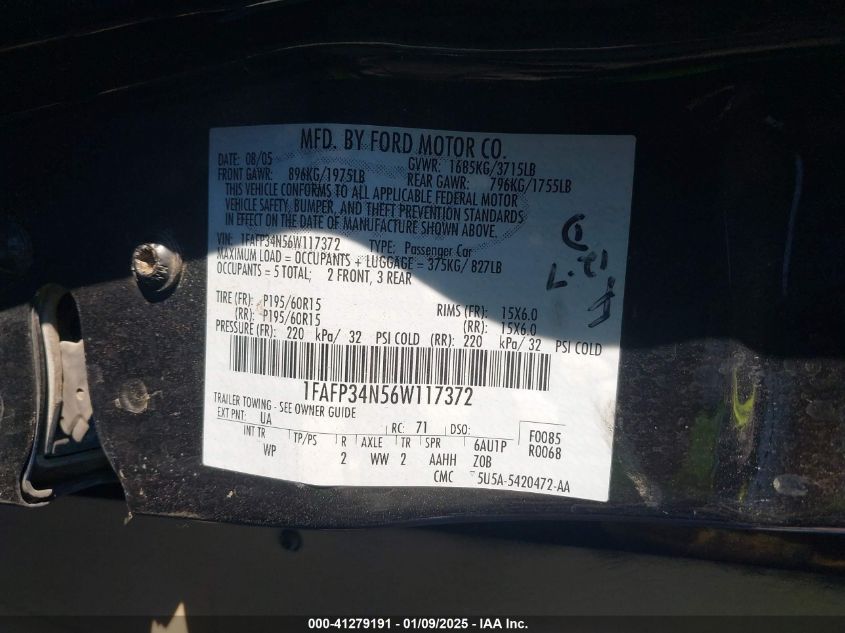 MFD. BY FORD MOTOR CO.
DATE: 08/05 GVWR: 1685KG/3715LB
FRONT GAWR: 896KG/1975LB REAR GAWR: 796KG/1755LB
THIS VEHICLE CONFORMS TO ALL APPLICABLE FEDERAL MOTOR
VEHICLE SAFETY, BUMPER, AND THEFT PREVENTION STANDARDS
IN EFFECT ON THE DATE OF MANUFACTURE SHOWN ABOVE.
VIN: 1FAFP34N56W117372 TYPE: Passenger Car
MAXIMUM LOAD = OCCUPANTS + LUGGAGE = 375KG/ 827LB
OCCUPANTS = 5 TOTAL; 2 FRONT, 3 REAR
TIRE (FR): P195/60R15 RIMS (FR): 15X6.0
(RR): P195/60R15 (RR): 15X6.0
PRESSURE (FR): 220 kPa/ 32 PSI COLD (RR): 220 kPa/ 32 PSI COLD
1FAFP34N56W117372
TRAILER TOWING - SEE OWNER GUIDE
EXT PNT: UA RC: 71 DSO: F0085
INT TR TP/PS R AXLE TR SPR 6AU1P R0068
WP 2 WW 2 AAHH Z0B
CMC 5U5A-5420472-AA
000-41279191 - 01/09/2025 - IAA Inc.